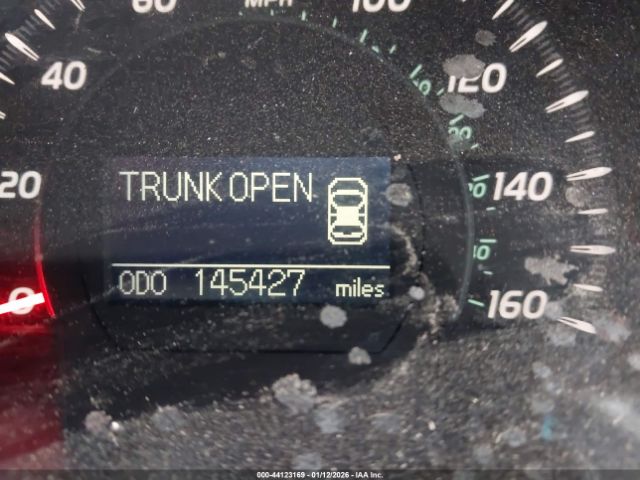 60 MPH 100
40 120
20 140
0 160
TRUNK OPEN
ODO 145427 miles
000-44123169 - 01/12/2026 - IAA Inc.